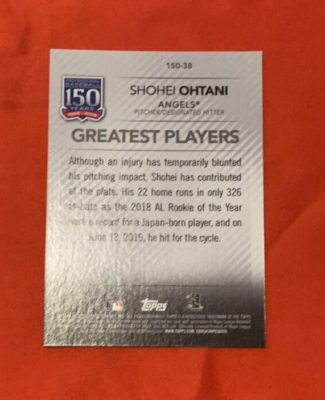 150-38
150
YEARS
SHOHEI OHTANI
ANGELS®
PITCHER/DESIGNATED HITTER
GREATEST PLAYERS
Although an injury has temporarily blunted
his pitching impact, Shohei has contributed
at the plate. His 22 home runs in only 326
at-bats as the 2018 AL Rookie of the Year
were a record for a Japan-born player, and on
June 13, 2019, he hit for the cycle.
topps